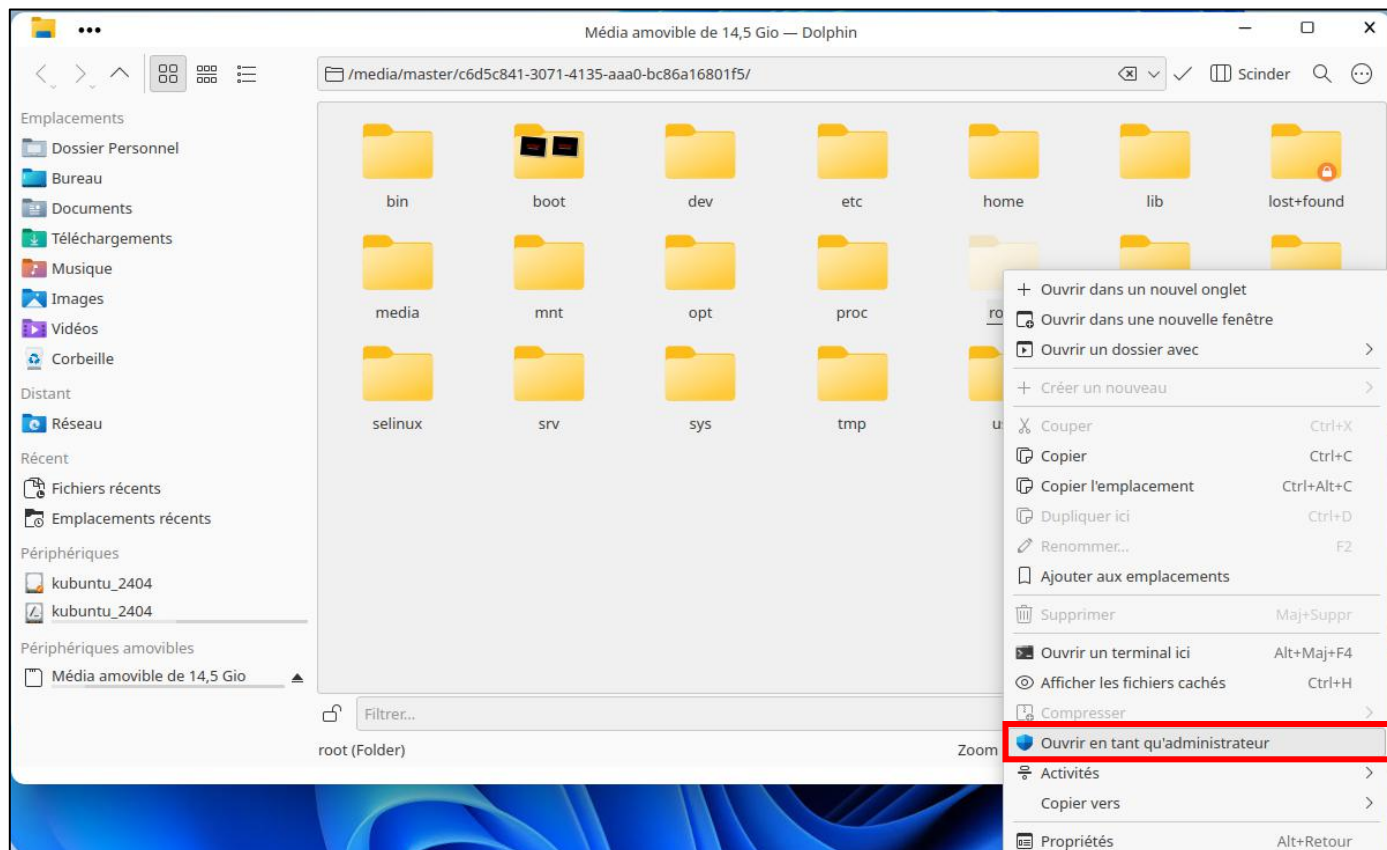 Média amovible de 14,5 Gio — Dolphin
/media/master/c6d5c841-3071-4135-aaa0-bc86a16801f5/
Scinder
Emplacements
Dossier Personnel
Bureau
Documents
Téléchargements
Musique
Images
Vidéos
Corbeille
Distant
Réseau
Récent
Fichiers récents
Emplacements récents
Périphériques
kubuntu_2404
kubuntu_2404
Périphériques amovibles
Média amovible de 14,5 Gio
bin boot dev etc home lib lost+found
media mnt opt proc ro
selinux srv sys tmp u
Filtrer...
root (Folder) Zoom
Ouvrir dans un nouvel onglet
Ouvrir dans une nouvelle fenêtre
Ouvrir un dossier avec
Créer un nouveau
Couper Ctrl+X
Copier Ctrl+C
Copier l'emplacement Ctrl+Alt+C
Dupliquer ici Ctrl+D
Renommer... F2
Ajouter aux emplacements
Supprimer Maj+Suppr
Ouvrir un terminal ici Alt+Maj+F4
Afficher les fichiers cachés Ctrl+H
Compresser
Ouvrir en tant qu'administrateur
Activités
Copier vers
Propriétés Alt+Retour